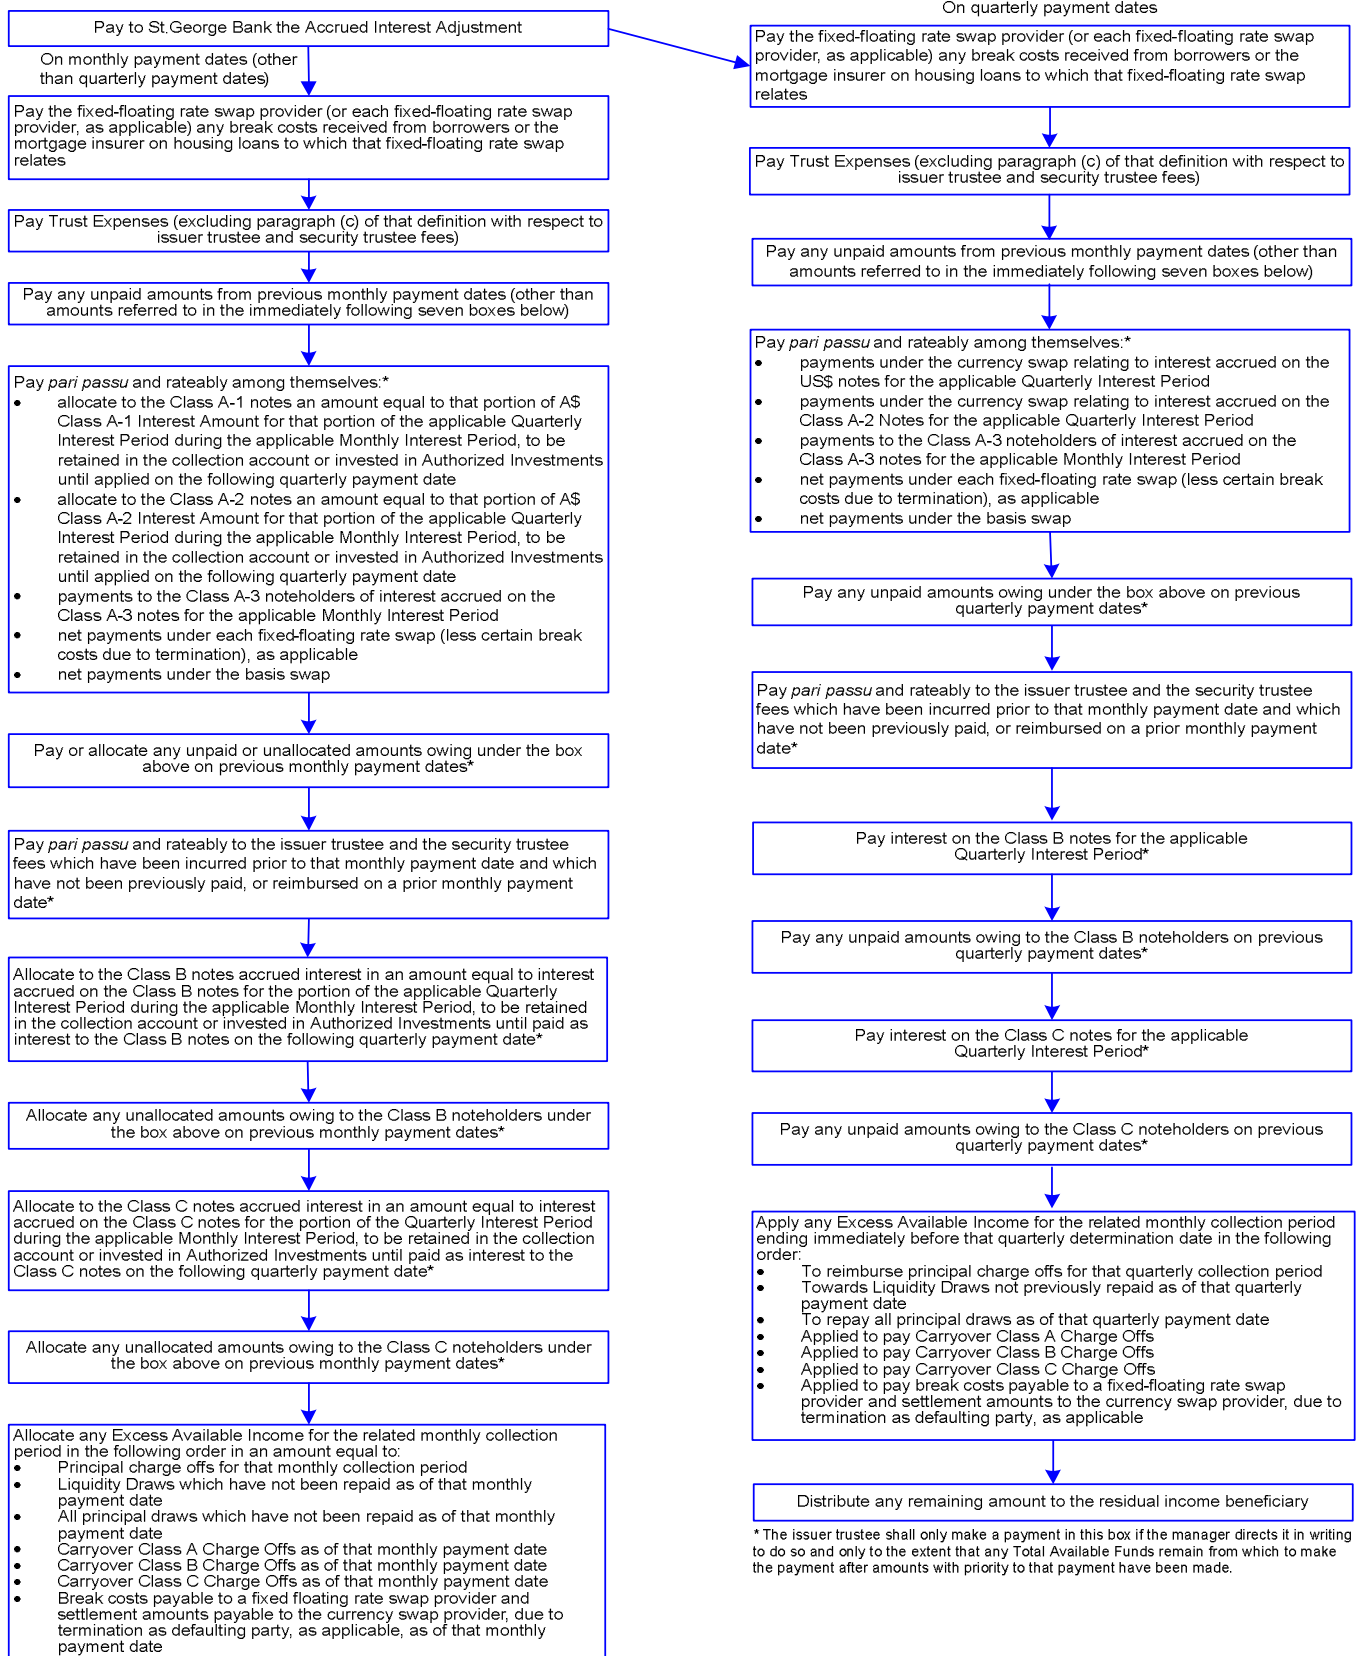 Pay to St.George Bank the Accrued Interest Adjustment
On monthly payment dates (other
than quarterly payment dates)
Pay the fixed-floating rate swap provider (or each fixed-floating rate swap
provider, as applicable) any break costs received from borrowers or the
mortgage insurer on housing loans to which that fixed-floating rate swap
relates
Pay Trust Expenses (excluding paragraph (c) of that definition with respect to
issuer trustee and security trustee fees)
Pay any unpaid amounts from previous monthly payment dates (other than
amounts referred to in the immediately following seven boxes below)
Pay pari passu and rateably among themselves:*
• allocate to the Class A-1 notes an amount equal to that portion of A$
Class A-1 Interest Amount for that portion of the applicable Quarterly
Interest Period during the applicable Monthly Interest Period, to be
retained in the collection account or invested in Authorized Investments
until applied on the following quarterly payment date
• allocate to the Class A-2 notes an amount equal to that portion of A$
Class A-2 Interest Amount for that portion of the applicable Quarterly
Interest Period during the applicable Monthly Interest Period, to be
retained in the collection account or invested in Authorized Investments
until applied on the following quarterly payment date
• payments to the Class A-3 noteholders of interest accrued on the
Class A-3 notes for the applicable Monthly Interest Period
• net payments under each fixed-floating rate swap (less certain break
costs due to termination), as applicable
• net payments under the basis swap
Pay or allocate any unpaid or unallocated amounts owing under the box
above on previous monthly payment dates*
Pay pari passu and rateably to the issuer trustee and the security trustee
fees which have been incurred prior to that monthly payment date and which
have not been previously paid, or reimbursed on a prior monthly payment
date*
Allocate to the Class B notes accrued interest in an amount equal to interest
accrued on the Class B notes for the portion of the applicable Quarterly
Interest Period during the applicable Monthly Interest Period, to be retained
in the collection account or invested in Authorized Investments until paid as
interest to the Class B notes on the following quarterly payment date*
Allocate any unallocated amounts owing to the Class B noteholders under
the box above on previous monthly payment dates*
Allocate to the Class C notes accrued interest in an amount equal to interest
accrued on the Class C notes for the portion of the Quarterly Interest Period
during the applicable Monthly Interest Period, to be retained in the collection
account or invested in Authorized Investments until paid as interest to the
Class C notes on the following quarterly payment date*
Allocate any unallocated amounts owing to the Class C noteholders under
the box above on previous monthly payment dates*
Allocate any Excess Available Income for the related monthly collection
period in the following order in an amount equal to:
• Principal charge offs for that monthly collection period
• Liquidity Draws which have not been repaid as of that monthly
payment date
• All principal draws which have not been repaid as of that monthly
payment date
• Carryover Class A Charge Offs as of that monthly payment date
• Carryover Class B Charge Offs as of that monthly payment date
• Carryover Class C Charge Offs as of that monthly payment date
• Break costs payable to a fixed floating rate swap provider and
settlement amounts payable to the currency swap provider, due to
termination as defaulting party, as applicable, as of that monthly
payment date
On quarterly payment dates
Pay the fixed-floating rate swap provider (or each fixed-floating rate swap
provider, as applicable) any break costs received from borrowers or the
mortgage insurer on housing loans to which that fixed-floating rate swap
relates
Pay Trust Expenses (excluding paragraph (c) of that definition with respect to
issuer trustee and security trustee fees)
Pay any unpaid amounts from previous monthly payment dates (other than
amounts referred to in the immediately following seven boxes below)
Pay pari passu and rateably among themselves:*
• payments under the currency swap relating to interest accrued on the
US$ notes for the applicable Quarterly Interest Period
• payments under the currency swap relating to interest accrued on the
Class A-2 Notes for the applicable Quarterly Interest Period
• payments to the Class A-3 noteholders of interest accrued on the
Class A-3 notes for the applicable Monthly Interest Period
• net payments under each fixed-floating rate swap (less certain break
costs due to termination), as applicable
• net payments under the basis swap
Pay any unpaid amounts owing under the box above on previous
quarterly payment dates*
Pay pari passu and rateably to the issuer trustee and the security trustee
fees which have been incurred prior to that monthly payment date and which
have not been previously paid, or reimbursed on a prior monthly payment
date*
Pay interest on the Class B notes for the applicable
Quarterly Interest Period*
Pay any unpaid amounts owing to the Class B noteholders on previous
quarterly payment dates*
Pay interest on the Class C notes for the applicable
Quarterly Interest Period*
Pay any unpaid amounts owing to the Class C noteholders on previous
quarterly payment dates*
Apply any Excess Available Income for the related monthly collection period
ending immediately before that quarterly determination date in the following
order:
• To reimburse principal charge offs for that quarterly collection period
• Towards Liquidity Draws not previously repaid as of that quarterly
payment date
• To repay all principal draws as of that quarterly payment date
• Applied to pay Carryover Class A Charge Offs
• Applied to pay Carryover Class B Charge Offs
• Applied to pay Carryover Class C Charge Offs
• Applied to pay break costs payable to a fixed-floating rate swap
provider and settlement amounts to the currency swap provider, due to
termination as defaulting party, as applicable
Distribute any remaining amount to the residual income beneficiary
* The issuer trustee shall only make a payment in this box if the manager directs it in writing
to do so and only to the extent that any Total Available Funds remain from which to make
the payment after amounts with priority to that payment have been made.